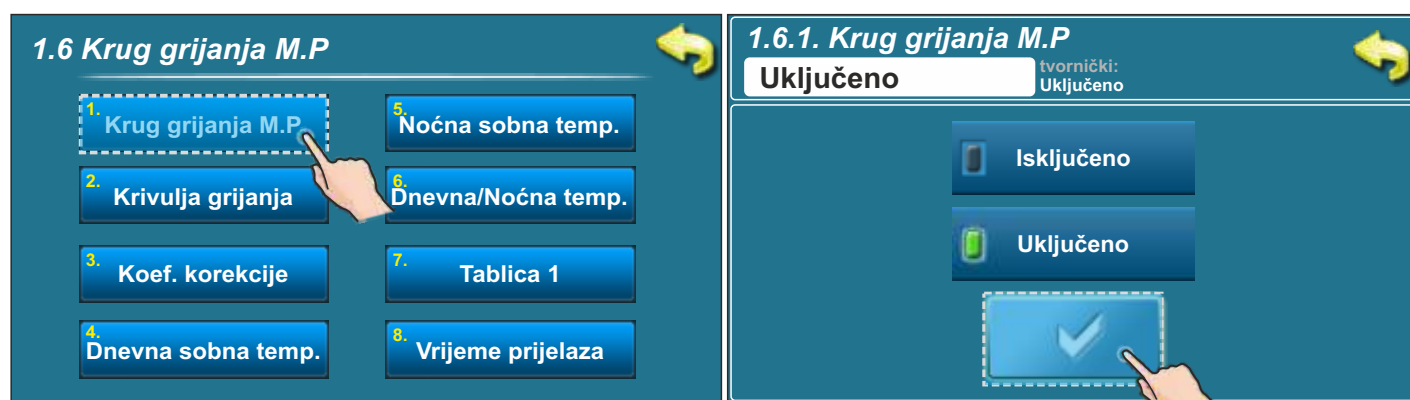 1.6 Krug grijanja M.P
1. Krug grijanja M.P
5. Noćna sobna temp.
2. Krivulja grijanja
6. Dnevna/Noćna temp.
3. Koef. korekcije
7. Tablica 1
4. Dnevna sobna temp.
8. Vrijeme prijelaza
1.6.1. Krug grijanja M.P
Uključeno
tvornički:
Uključeno
Isključeno
Uključeno